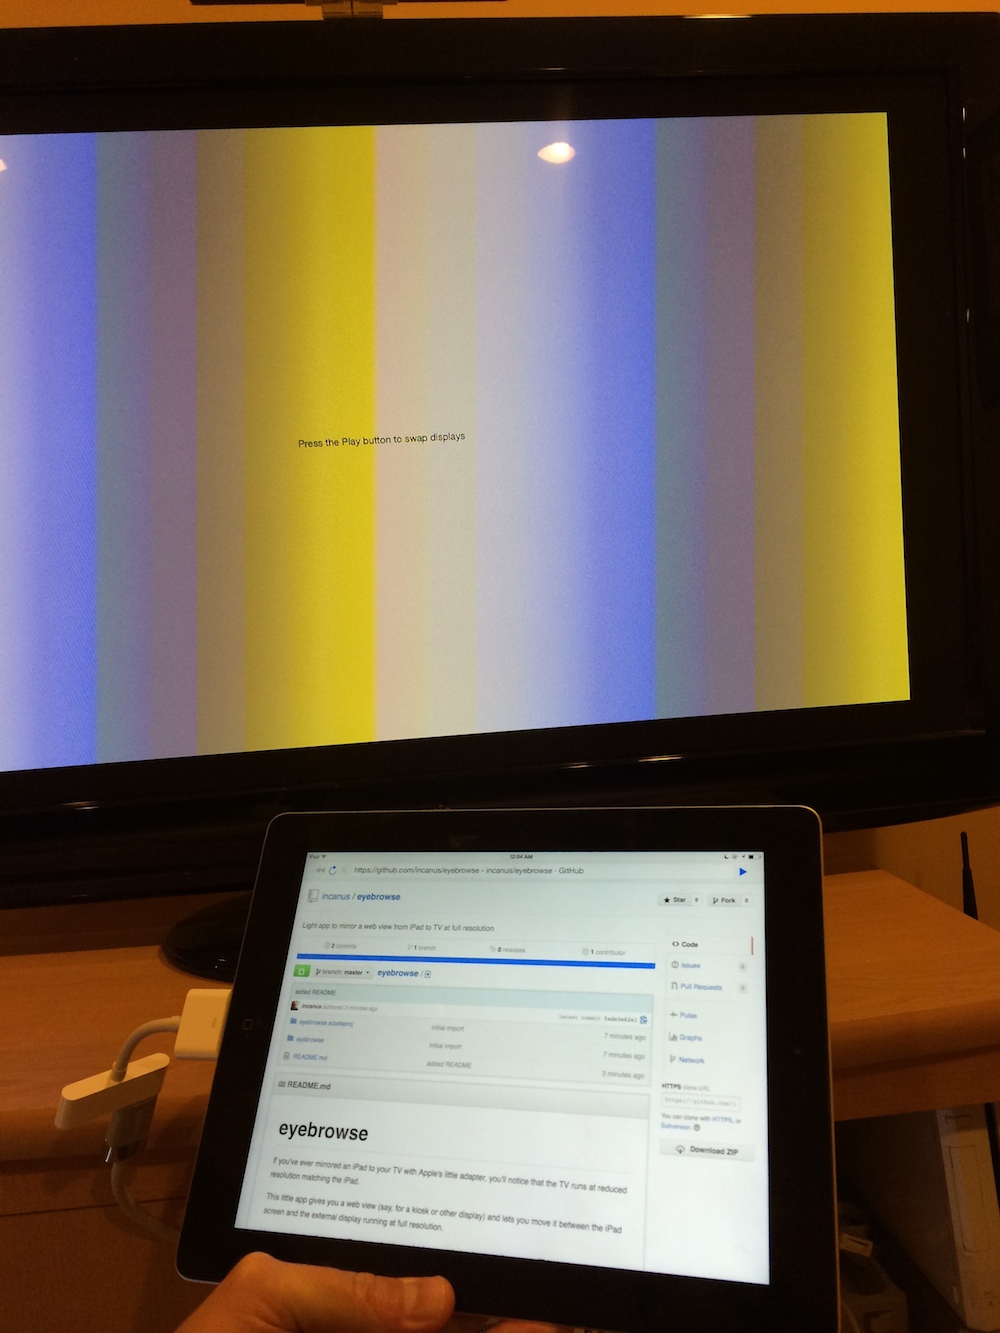 Press the Play button to swap displays
iPad
12:04 AM
https://github.com/incanus/eyebrowse - incanus/eyebrowse · GitHub
incanus / eyebrowse
Star 0 Fork 0
Light app to mirror a web view from iPad to TV at full resolution
2 commits 1 branch 0 releases 1 contributor
branch: master eyebrowse /
added README
incanus authored 3 minutes ago
latest commit
eyebrowse.xcodeproj initial import 7 minutes ago
eyebrowse initial import 7 minutes ago
README.md added README 3 minutes ago
README.md
eyebrowse
If you've ever mirrored an iPad to your TV with Apple's little adapter, you'll notice that the TV runs at reduced
resolution matching the iPad.
This little app gives you a web view (say, for a kiosk or other display) and lets you move it between the iPad
screen and the external display running at full resolution.
Code
Issues 0
Pull Requests 0
Pulse
Graphs
Network
HTTPS clone URL
https://github.com/i
You can clone with HTTPS, or
Subversion.
Download ZIP